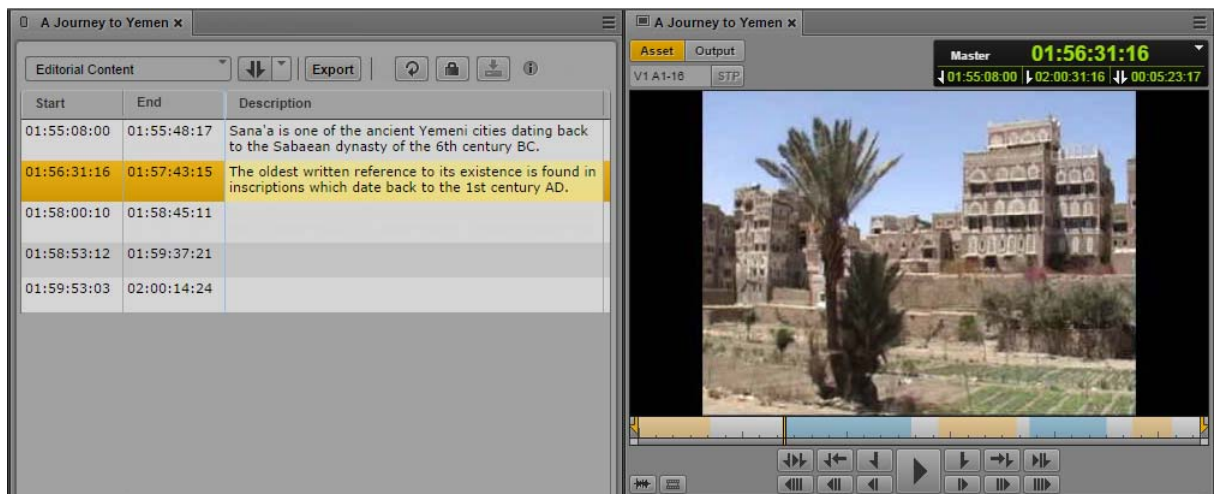 A Journey to Yemen ×
Editorial Content
Export
Start End Description
01:55:08:00 01:55:48:17 Sana'a is one of the ancient Yemeni cities dating back
to the Sabaean dynasty of the 6th century BC.
01:56:31:16 01:57:43:15 The oldest written reference to its existence is found in
inscriptions which date back to the 1st century AD.
01:58:00:10 01:58:45:11
01:58:53:12 01:59:37:21
01:59:53:03 02:00:14:24
A Journey to Yemen ×
Asset Output
Master 01:56:31:16
V1 A1-16 STP
01:55:08:00 02:00:31:16 00:05:23:17